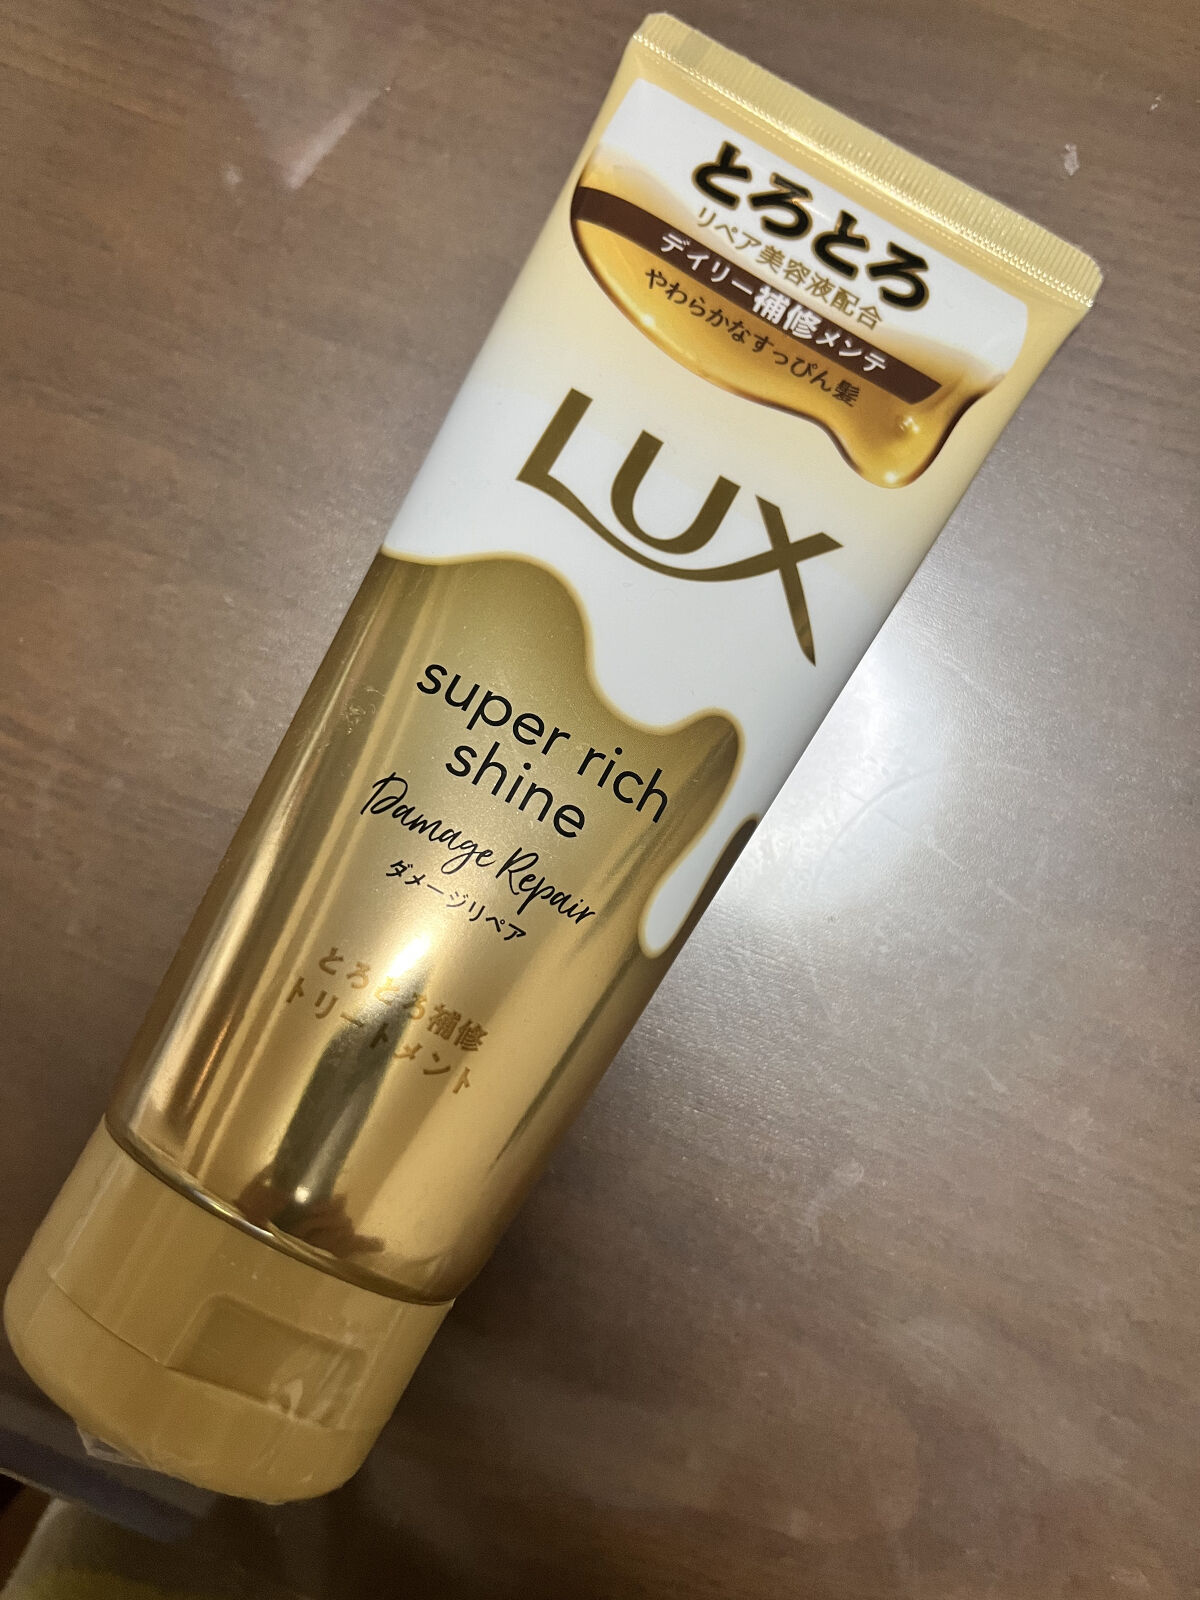 とろとろ
リペア美容液配合
デイリー補修メンテ
やわらかなすっぴん髪
LUX
super rich
shine
Damage Repair
ダメージリペア
とろとろ補修
トリートメント